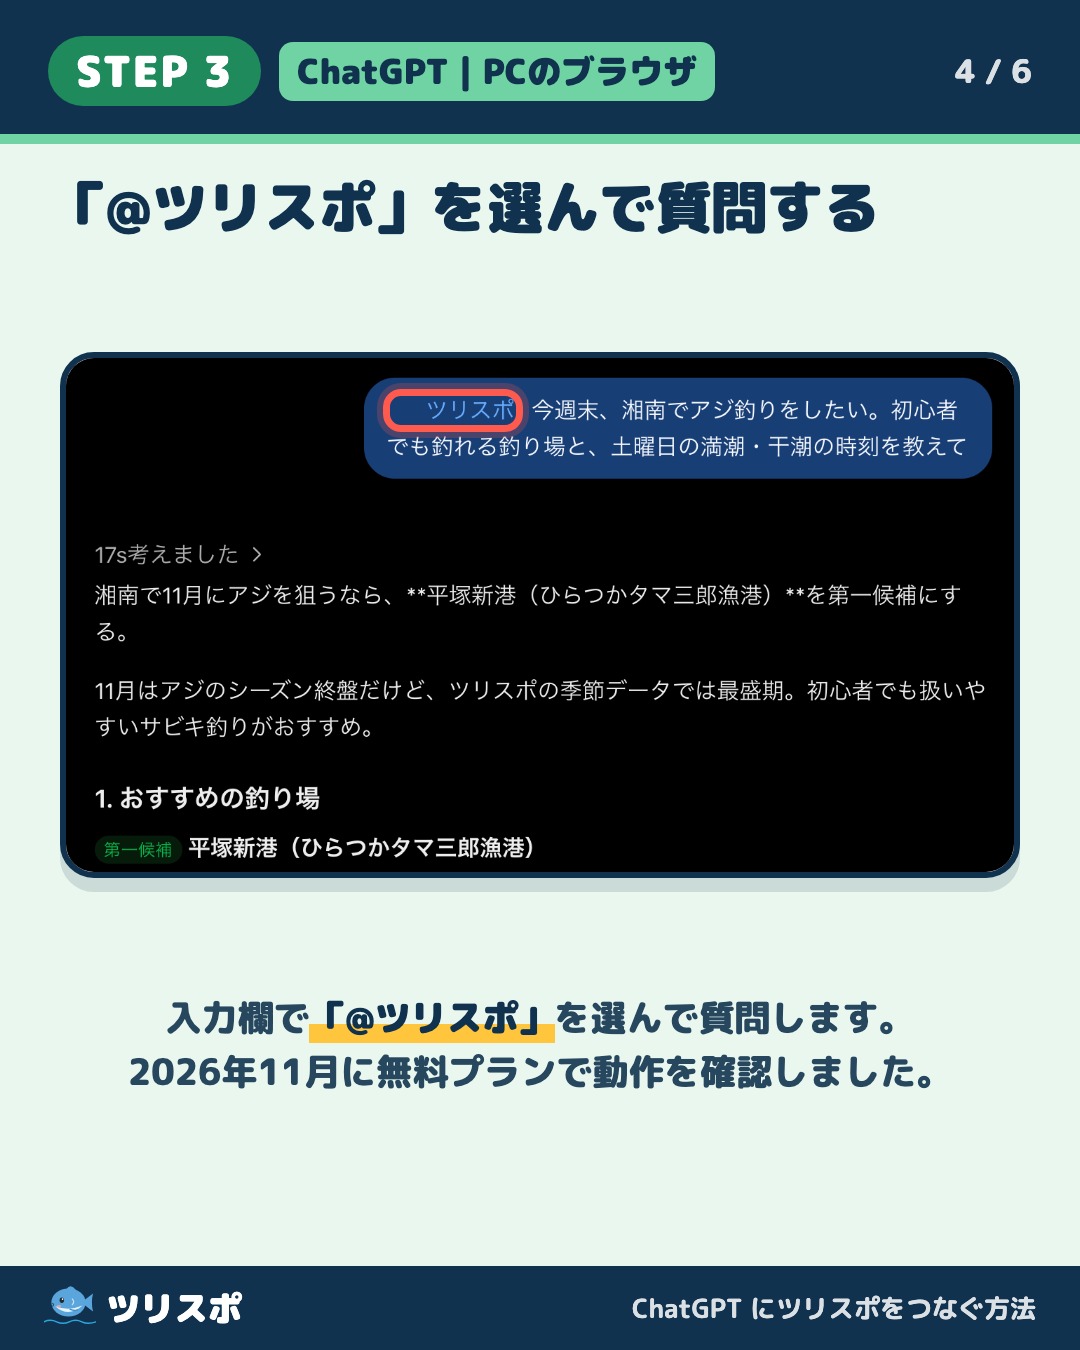 STEP 3
ChatGPT | PCのブラウザ
4 / 6
「@ツリスポ」を選んで質問する
ツリスポ 今週末、湘南でアジ釣りをしたい。初心者
でも釣れる釣り場と、土曜日の満潮・干潮の時刻を教えて
17s考えました >
湘南で11月にアジを狙うなら、**平塚新港（ひらつかタマ三郎漁港）**を第一候補にす
る。
11月はアジのシーズン終盤だけど、ツリスポの季節データでは最盛期。初心者でも扱いや
すいサビキ釣りがおすすめ。
1. おすすめの釣り場
第一候補 平塚新港（ひらつかタマ三郎漁港）
入力欄で「@ツリスポ」を選んで質問します。
2026年11月に無料プランで動作を確認しました。
ツリスポ
ChatGPT にツリスポをつなぐ方法